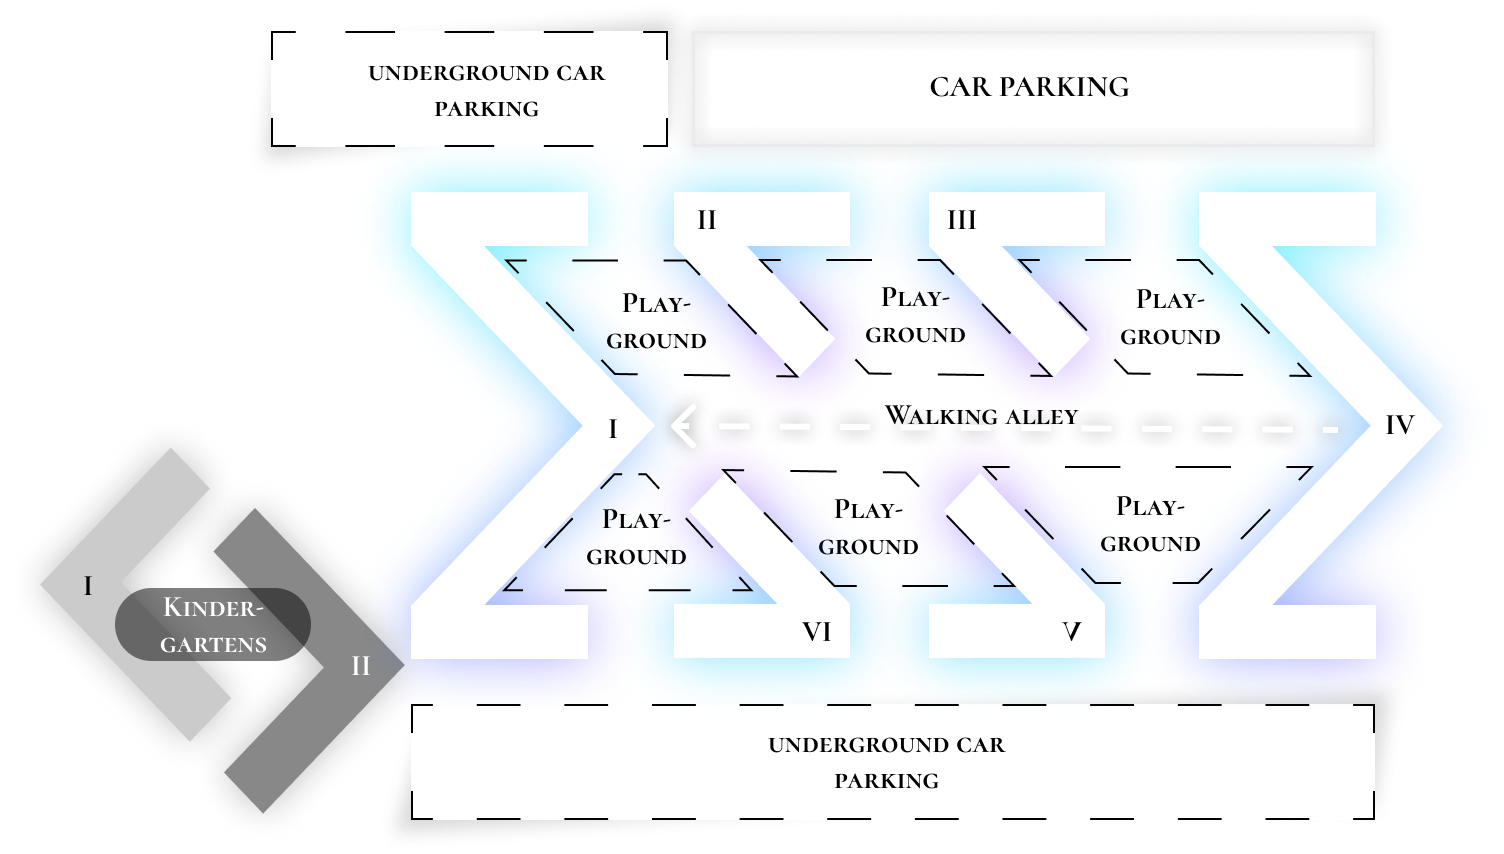 UNDERGROUND CAR
PARKING
CAR PARKING
II
III
PLAY-
GROUND
PLAY-
GROUND
PLAY-
GROUND
WALKING ALLEY
I
IV
PLAY-
GROUND
PLAY-
GROUND
PLAY-
GROUND
I
KINDER-
GARTENS
II
VI
V
UNDERGROUND CAR
PARKING